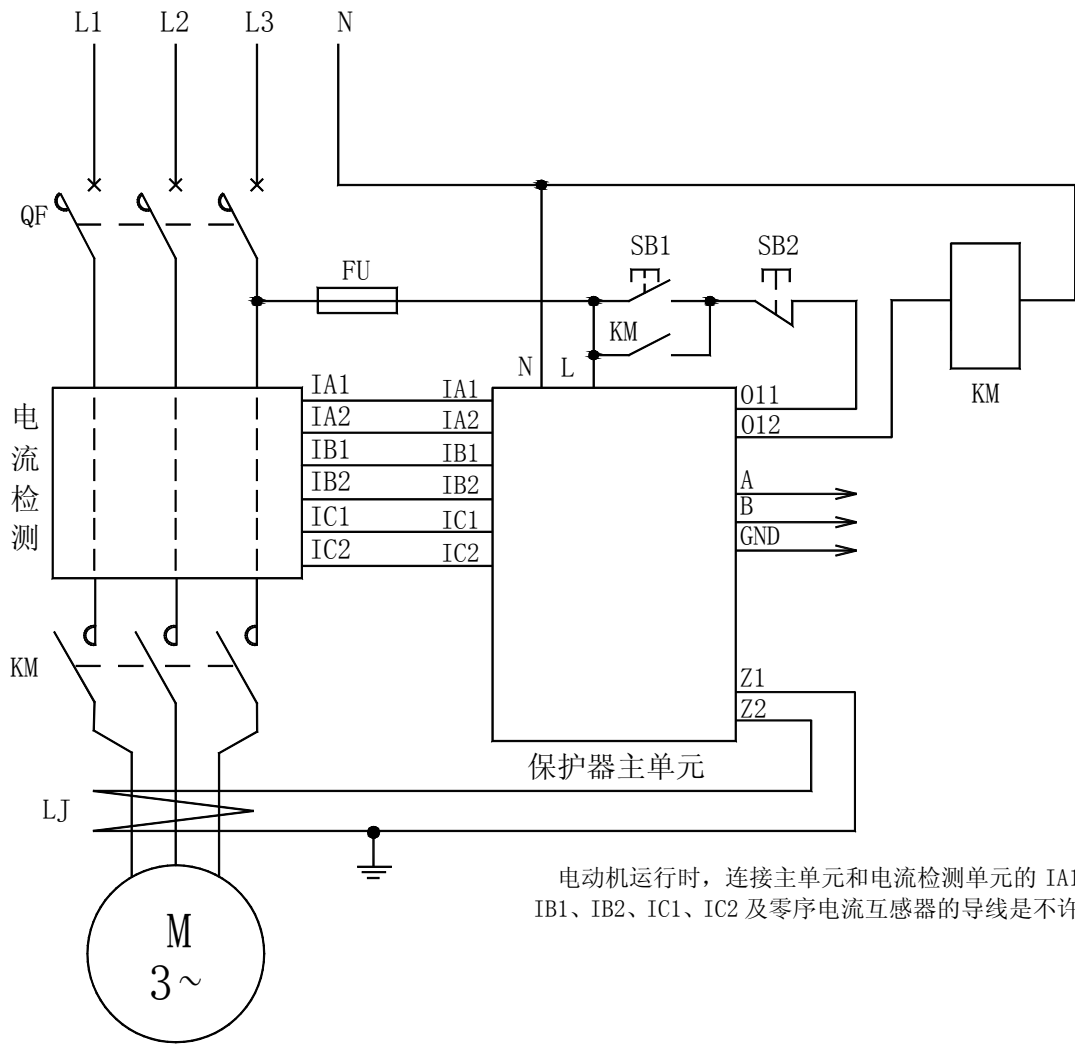 L1 L2 L3 N
QF
FU
SB1 SB2
KM
N L
KM
电流检测
IA1 IA1
IA2 IA2
IB1 IB1
IB2 IB2
IC1 IC1
IC2 IC2
O11
O12
A
B
GND
KM
Z1
Z2
保护器主单元
LJ
M
3~
电动机运行时，连接主单元和电流检测单元的 IA1
IB1、IB2、IC1、IC2 及零序电流互感器的导线是不许